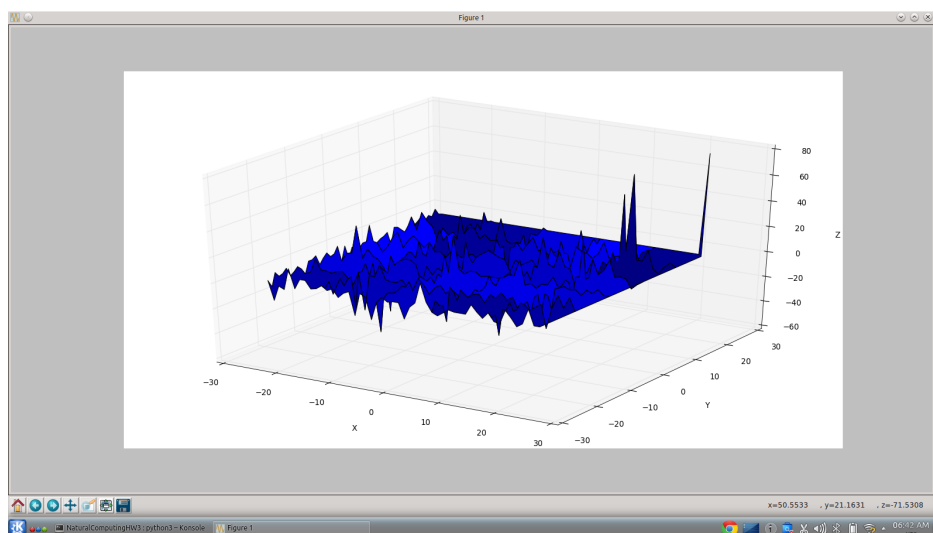 Figure 1
80
60
40
20
0
−20
−40
−60
Z
−30
−20
−10
0
10
20
30
X
−30
−20
−10
0
10
20
30
Y
x=50.5533 , y=21.1631 , z=-71.5308
NaturalComputingHW3 : python3 – Konsole
Figure 1
06:42 AM